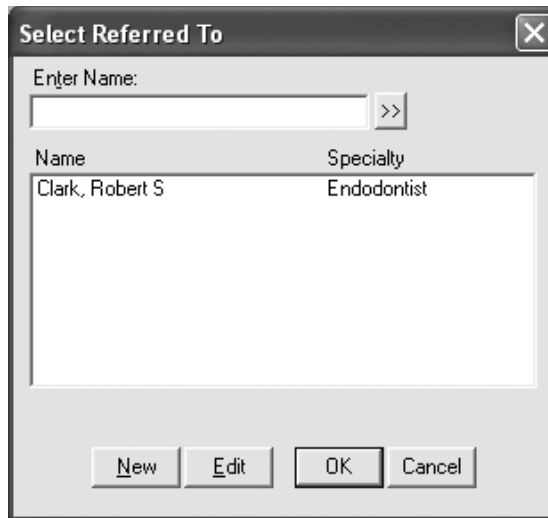 Select Referred To
Enter Name:
>>
Name Specialty
Clark, Robert S Endodontist
New Edit OK Cancel